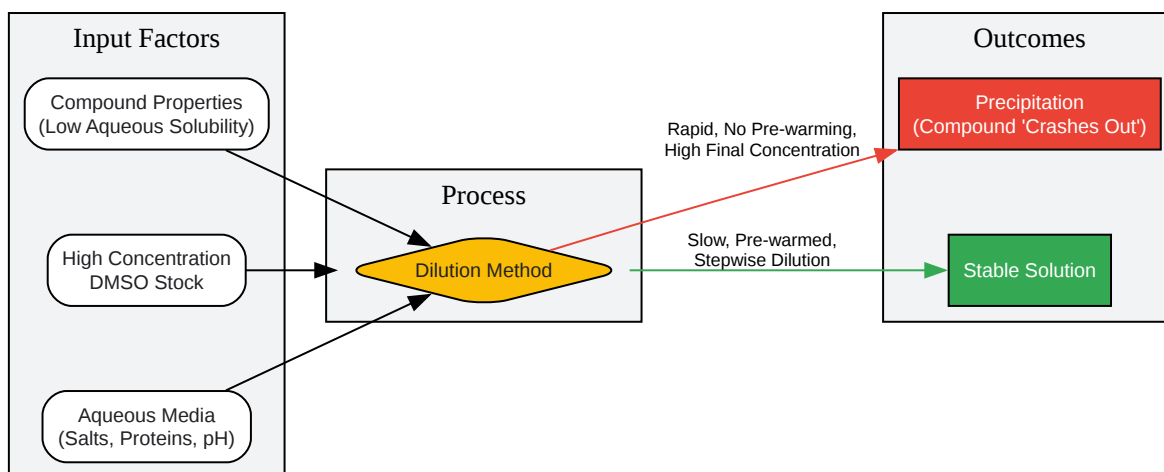 Input Factors
Compound Properties
(Low Aqueous Solubility)
High Concentration
DMSO Stock
Aqueous Media
(Salts, Proteins, pH)
Process
Dilution Method
Rapid, No Pre-warming,
High Final Concentration
Slow, Pre-warmed,
Stepwise Dilution
Outcomes
Precipitation
(Compound 'Crashes Out')
Stable Solution